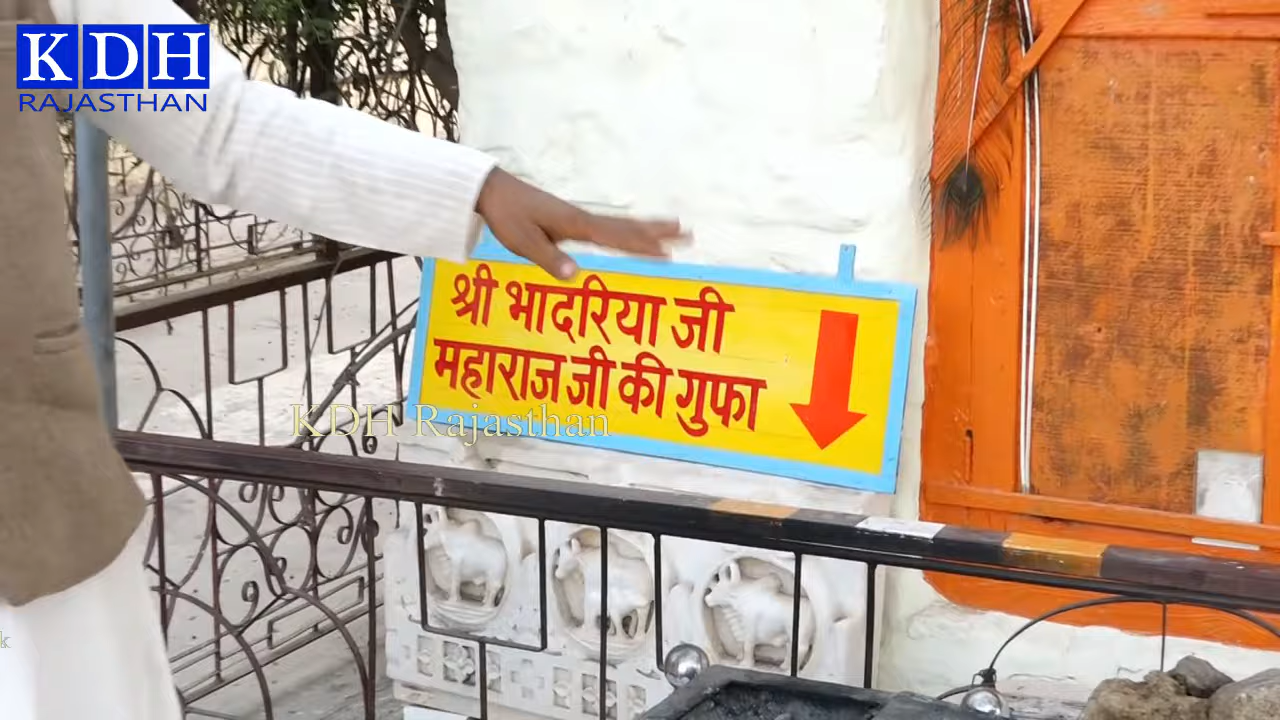 KDH
RAJASTHAN
श्री भादरिया जी
महाराज जी की गुफा
KDH Rajasthan